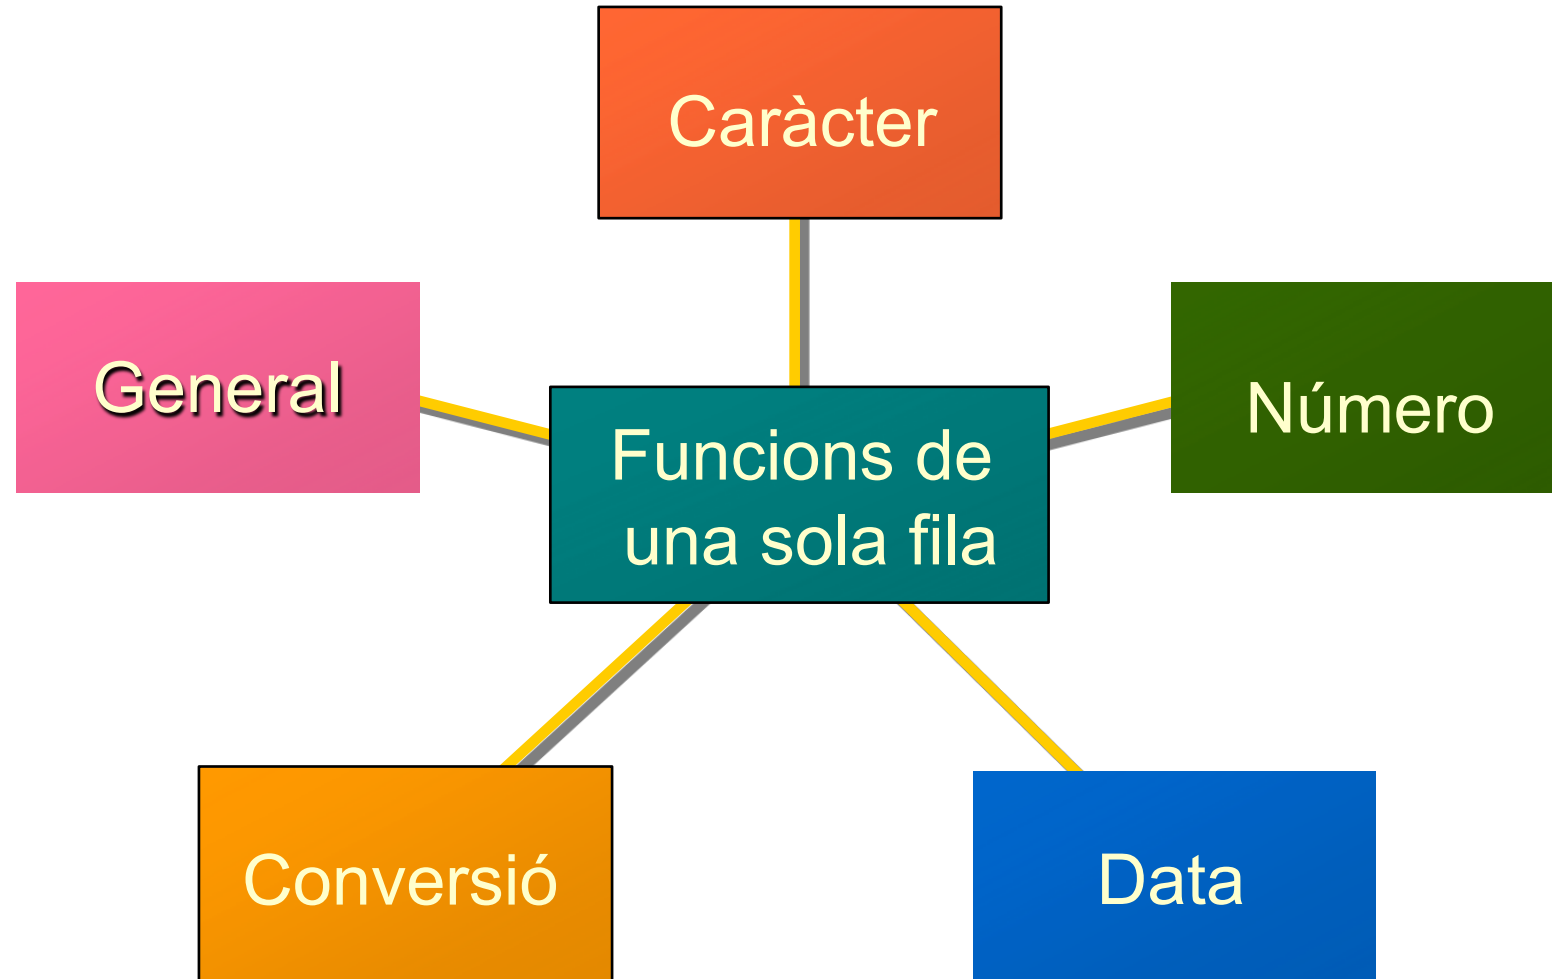 Caràcter
General
Número
Funcions de
una sola fila
Conversió
Data